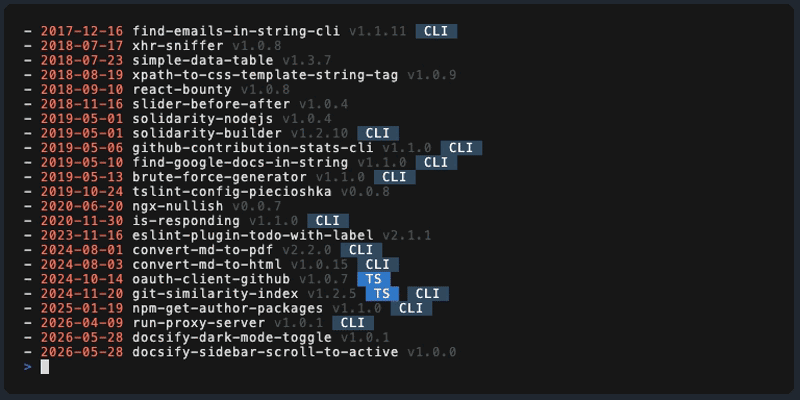 – 2017-12-16 find-emails-in-string-cli v1.1.11 CLI
– 2018-07-17 xhr-sniffer v1.0.8
– 2018-07-23 simple-data-table v1.3.7
– 2018-08-19 xpath-to-css-template-string-tag v1.0.9
– 2018-09-10 react-bounty v1.0.8
– 2018-11-16 slider-before-after v1.0.4
– 2019-05-01 solidarity-nodejs v1.0.4
– 2019-05-01 solidarity-builder v1.2.10 CLI
– 2019-05-06 github-contribution-stats-cli v1.1.0 CLI
– 2019-05-10 find-google-docs-in-string v1.1.0 CLI
– 2019-05-13 brute-force-generator v1.1.0 CLI
– 2019-10-24 tslint-config-piecioshka v0.0.8
– 2020-06-20 ngx-nullish v0.0.7
– 2020-11-30 is-responding v1.1.0 CLI
– 2023-11-16 eslint-plugin-todo-with-label v2.1.1
– 2024-08-01 convert-md-to-pdf v2.2.0 CLI
– 2024-08-03 convert-md-to-html v1.0.15 CLI
– 2024-10-14 oauth-client-github v1.0.7 TS
– 2024-11-20 git-similarity-index v1.2.5 TS CLI
– 2025-01-19 npm-get-author-packages v1.1.0 CLI
– 2026-04-09 run-proxy-server v1.0.1 CLI
– 2026-05-28 docsify-dark-mode-toggle v1.0.1
– 2026-05-28 docsify-sidebar-scroll-to-active v1.0.0
>